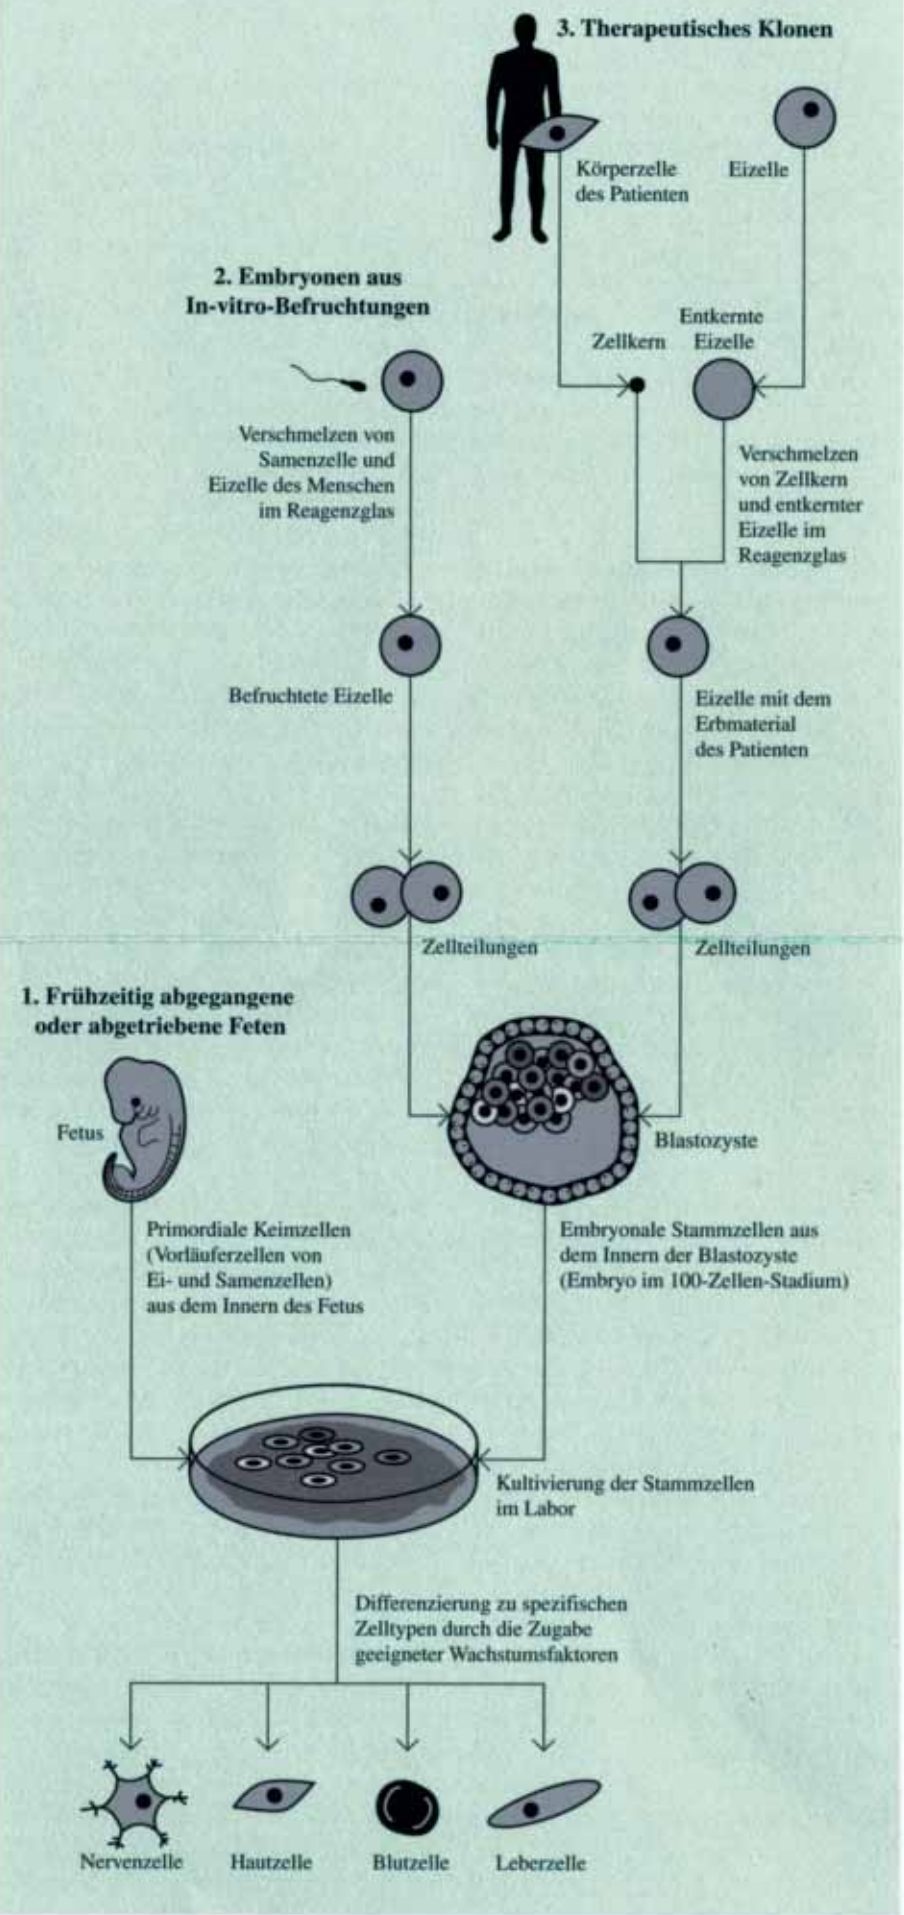 3. Therapeutisches Klonen
Körperzelle
des Patienten
Eizelle
2. Embryonen aus
In-vitro-Befruchtungen
Zellkern
Entkernte
Eizelle
Verschmelzen von
Samenzelle und
Eizelle des Menschen
im Reagenzglas
Verschmelzen
von Zellkern
und entkernter
Eizelle im
Reagenzglas
Befruchtete Eizelle
Eizelle mit dem
Erbmaterial
des Patienten
Zellteilungen
Zellteilungen
1. Frühzeitig abgegangene
oder abgetriebene Feten
Fetus
Blastozyste
Primordiale Keimzellen
(Vorläuferzellen von
Ei- und Samenzellen)
aus dem Innern des Fetus
Embryonale Stammzellen aus
dem Innern der Blastozyste
(Embryo im 100-Zellen-Stadium)
Kultivierung der Stammzellen
im Labor
Differenzierung zu spezifischen
Zelltypen durch die Zugabe
geeigneter Wachstumsfaktoren
Nervenzelle
Hautzelle
Blutzelle
Leberzelle